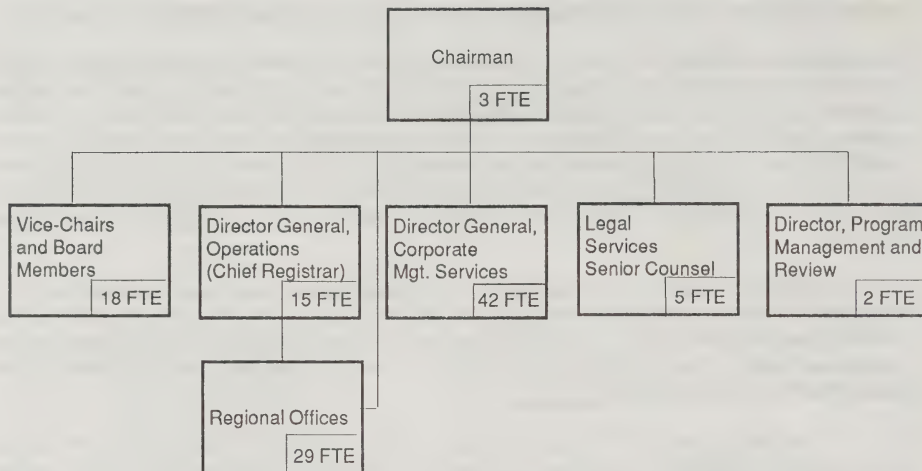 Chairman
3 FTE
Vice-Chairs
and Board
Members
18 FTE
Director General,
Operations
(Chief Registrar)
15 FTE
Director General,
Corporate
Mgt. Services
42 FTE
Legal
Services
Senior Counsel
5 FTE
Director, Program
Management and
Review
2 FTE
Regional Offices
29 FTE